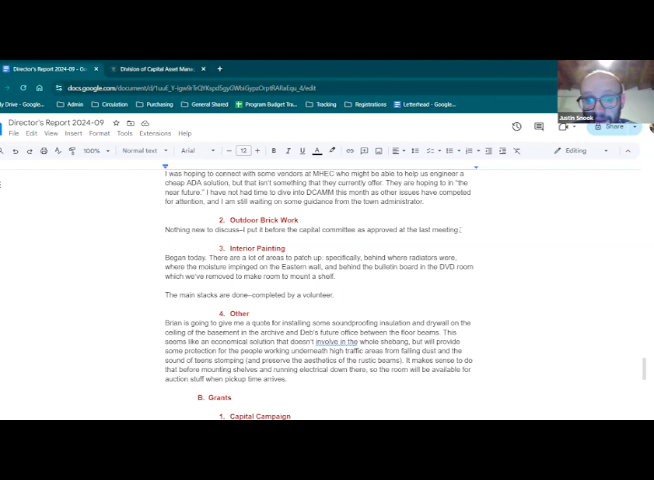 Director's Report 2024-09 - Go
Division of Capital Asset Mana
docs.google.com/document/d/
y Drive - Go...
Admin
Circulation
Purchasing
General Shared
Program Budget Tra...
Tracking
Registrations
Letterhead - Google...
Justin Snook
Director's Report 2024-09
File Edit View Insert Format Tools Extensions Help
Share
100% Normal text Arial 12 B I U A Editing
I was hoping to connect with some vendors at MHEC who might be able to help us engineer a
cheap ADA solution, but that isn't something that they currently offer. They are hoping to in "the
near future." I have not had time to dive into DCAMM this month as other issues have competed
for attention, and I am still waiting on some guidance from the town administrator.
2. Outdoor Brick Work
Nothing new to discuss–I put it before the capital committee as approved at the last meeting.
3. Interior Painting
Began today. There are a lot of areas to patch up: specifically, behind where radiators were,
where the moisture impinged on the Eastern wall, and behind the bulletin board in the DVD room
which we've removed to make room to mount a shelf.
The main stacks are done–completed by a volunteer.
4. Other
Brian is going to give me a quote for installing some soundproofing insulation and drywall on the
ceiling of the basement in the archive and Deb's future office between the floor beams. This
seems like an economical solution that doesn't involve in the whole shebang, but will provide
some protection for the people working underneath high traffic areas from falling dust and the
sound of teens stomping (and preserve the aesthetics of the rustic beams). It makes sense to do
that before mounting shelves and running electrical down there, so the room will be available for
auction stuff when pickup time arrives.
B. Grants
1. Capital Campaign